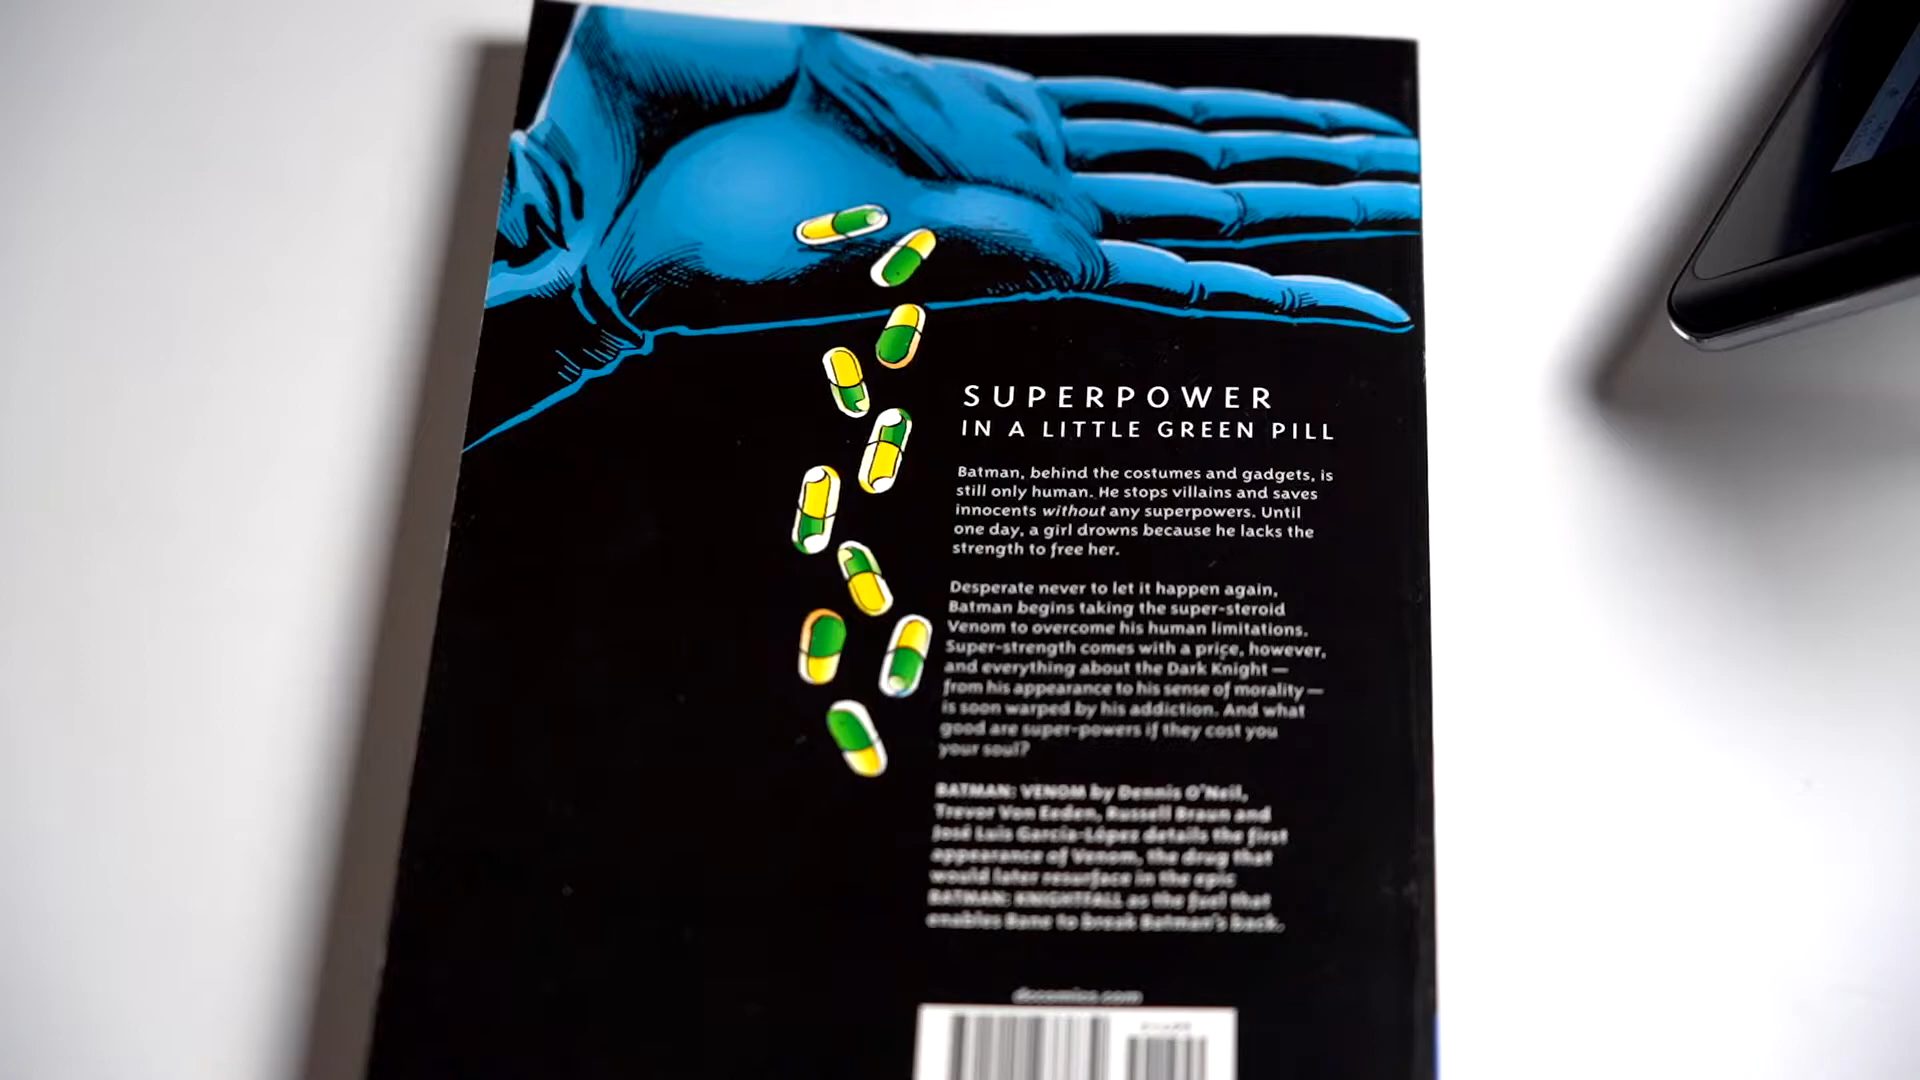 SUPERPOWER
IN A LITTLE GREEN PILL
Batman, behind the costumes and gadgets, is
still only human. He stops villains and saves
innocents without any superpowers. Until
one day, a girl drowns because he lacks the
strength to free her.
Desperate never to let it happen again,
Batman begins taking the super-steroid
Venom to overcome his human limitations.
Super-strength comes with a price, however,
and everything about the Dark Knight —
from his appearance to his sense of morality —
is soon warped by his addiction. And what
good are super-powers if they cost you
your soul?
BATMAN: VENOM by Dennis O'Neil,
Trevor Von Eeden, Russell Braun and
José Luis García-López details the first
appearance of Venom, the drug that
would later resurface in the epic
BATMAN: KNIGHTFALL as the fuel that
enables Bane to break Batman's back.
dccomics.com